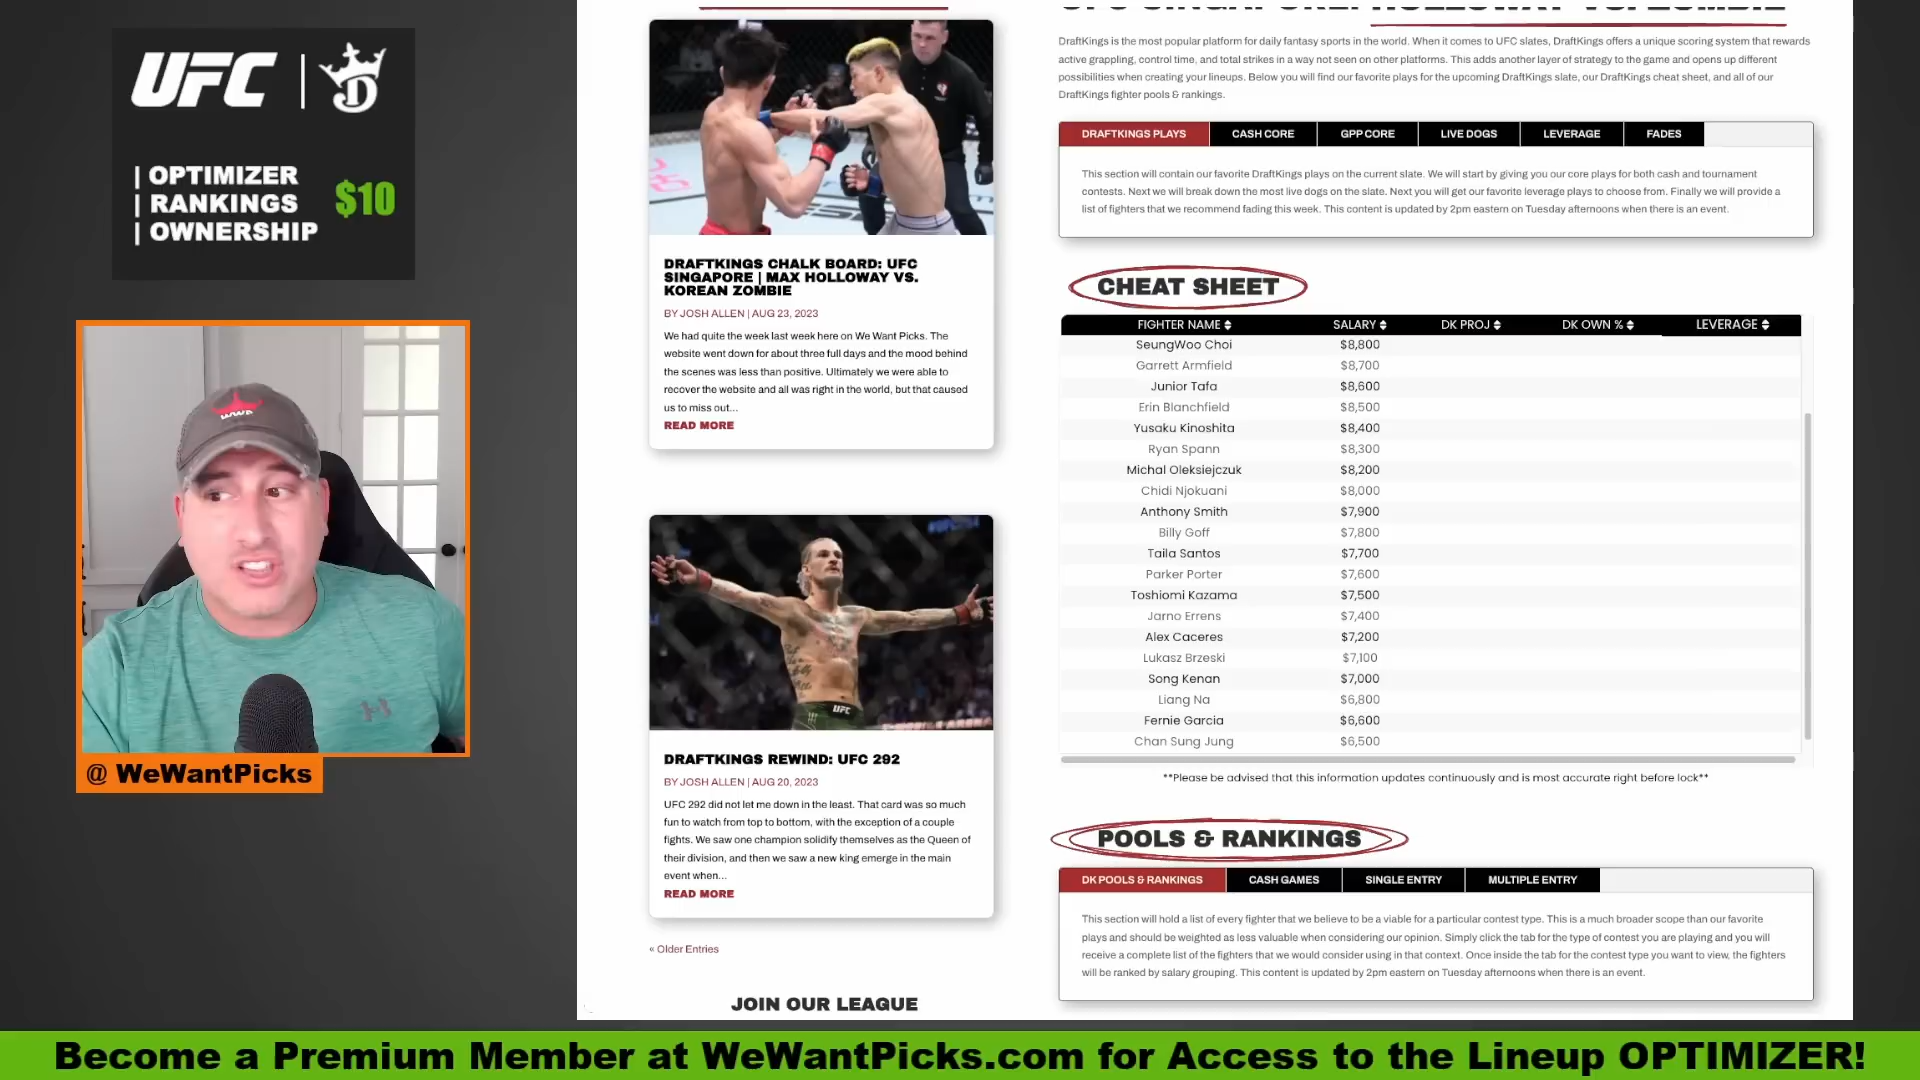 UFC
| OPTIMIZER
| RANKINGS
| OWNERSHIP
$10
@ WeWantPicks
DRAFTKINGS CHALK BOARD: UFC
SINGAPORE | MAX HOLLOWAY VS.
KOREAN ZOMBIE
BY JOSH ALLEN | AUG 23, 2023
We had quite the week last week here on We Want Picks. The
website went down for about three full days and the mood behind
the scenes was less than positive. Ultimately we were able to
recover the website and all was right in the world, but that caused
us to miss out...
READ MORE
UFC
DRAFTKINGS REWIND: UFC 292
BY JOSH ALLEN | AUG 20, 2023
UFC 292 did not let me down in the least. That card was so much
fun to watch from top to bottom, with the exception of a couple
fights. We saw one champion solidify themselves as the Queen of
their division, and then we saw a new king emerge in the main
event when...
READ MORE
« Older Entries
JOIN OUR LEAGUE
UFC SINGAPORE: HOLLOWAY VS. ZOMBIE
DraftKings is the most popular platform for daily fantasy sports in the world. When it comes to UFC slates, DraftKings offers a unique scoring system that rewards
active grappling, control time, and total strikes in a way not seen on other platforms. This adds another layer of strategy to the game and opens up different
possibilities when creating your lineups. Below you will find our favorite plays for the upcoming DraftKings slate, our DraftKings cheat sheet, and all of our
DraftKings fighter pools & rankings.
DRAFTKINGS PLAYS CASH CORE GPP CORE LIVE DOGS LEVERAGE FADES
This section will contain our favorite DraftKings plays on the current slate. We will start by giving you our core plays for both cash and tournament
contests. Next we will break down the most live dogs on the slate. Next you will get our favorite leverage plays to choose from. Finally we will provide a
list of fighters that we recommend fading this week. This content is updated by 2pm eastern on Tuesday afternoons when there is an event.
CHEAT SHEET
FIGHTER NAME SALARY DK PROJ DK OWN % LEVERAGE
SeungWoo Choi $8,800
Garrett Armfield $8,700
Junior Tafa $8,600
Erin Blanchfield $8,500
Yusaku Kinoshita $8,400
Ryan Spann $8,300
Michal Oleksiejczuk $8,200
Chidi Njokuani $8,000
Anthony Smith $7,900
Billy Goff $7,800
Taila Santos $7,700
Parker Porter $7,600
Toshiomi Kazama $7,500
Jarno Errens $7,400
Alex Caceres $7,200
Lukasz Brzeski $7,100
Song Kenan $7,000
Liang Na $6,800
Fernie Garcia $6,600
Chan Sung Jung $6,500
**Please be advised that this information updates continuously and is most accurate right before lock**
POOLS & RANKINGS
DK POOLS & RANKINGS CASH GAMES SINGLE ENTRY MULTIPLE ENTRY
This section will hold a list of every fighter that we believe to be a viable for a particular contest type. This is a much broader scope than our favorite
plays and should be weighted as less valuable when considering our opinion. Simply click the tab for the type of contest you are playing and you will
receive a complete list of the fighters that we would consider using in that context. Once inside the tab for the contest type you want to view, the fighters
will be ranked by salary grouping. This content is updated by 2pm eastern on Tuesday afternoons when there is an event.
Become a Premium Member at WeWantPicks.com for Access to the Lineup OPTIMIZER!